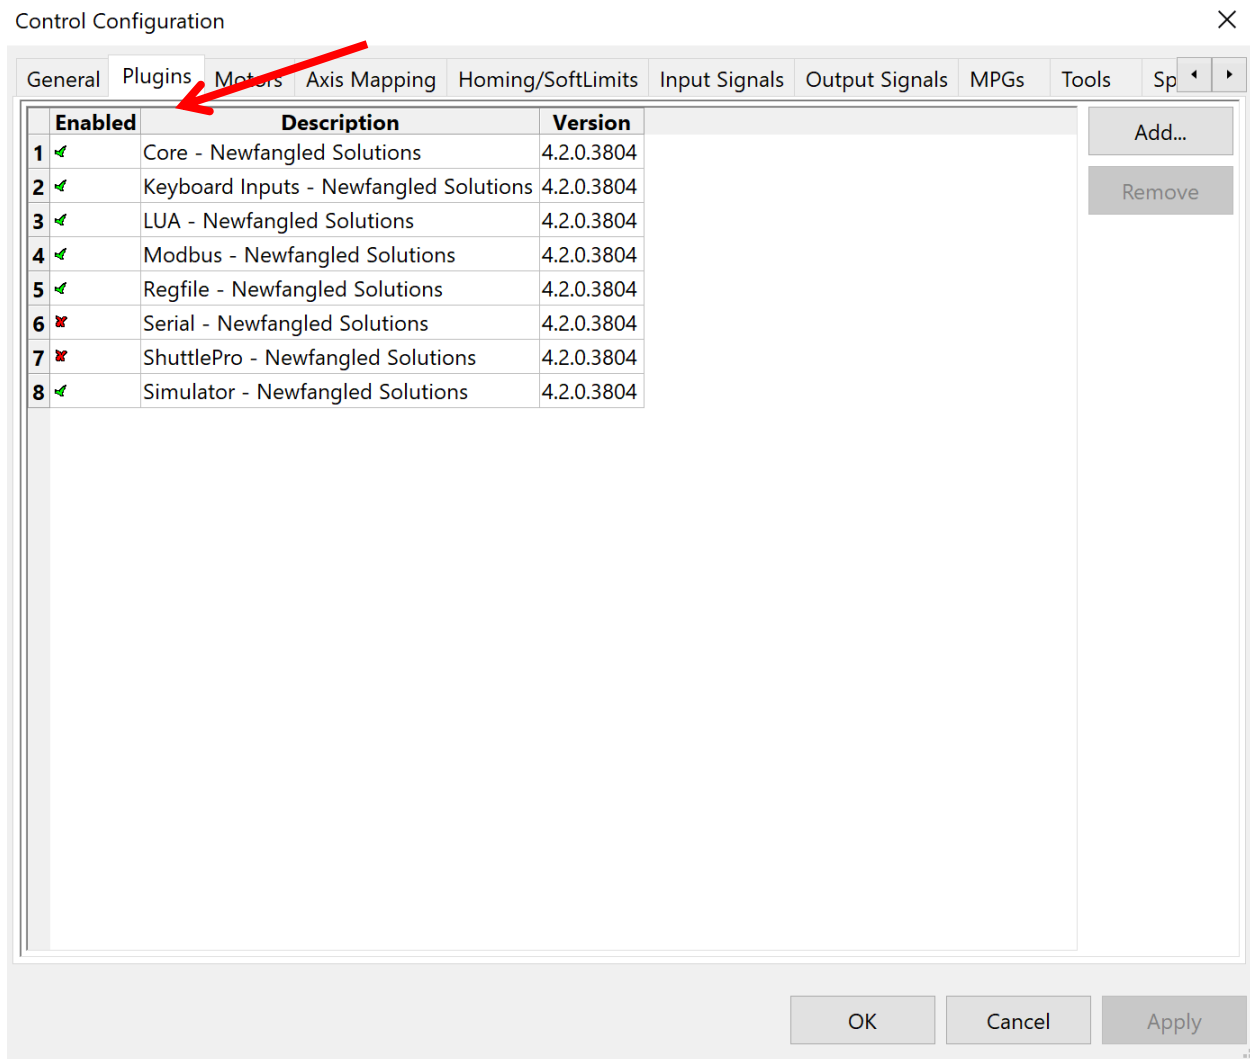 Control Configuration
General Plugins Motors Axis Mapping Homing/SoftLimits Input Signals Output Signals MPGs Tools Sp
Enabled Description Version
1 Core - Newfangled Solutions 4.2.0.3804
2 Keyboard Inputs - Newfangled Solutions 4.2.0.3804
3 LUA - Newfangled Solutions 4.2.0.3804
4 Modbus - Newfangled Solutions 4.2.0.3804
5 Regfile - Newfangled Solutions 4.2.0.3804
6 Serial - Newfangled Solutions 4.2.0.3804
7 ShuttlePro - Newfangled Solutions 4.2.0.3804
8 Simulator - Newfangled Solutions 4.2.0.3804
Add...
Remove
OK Cancel Apply